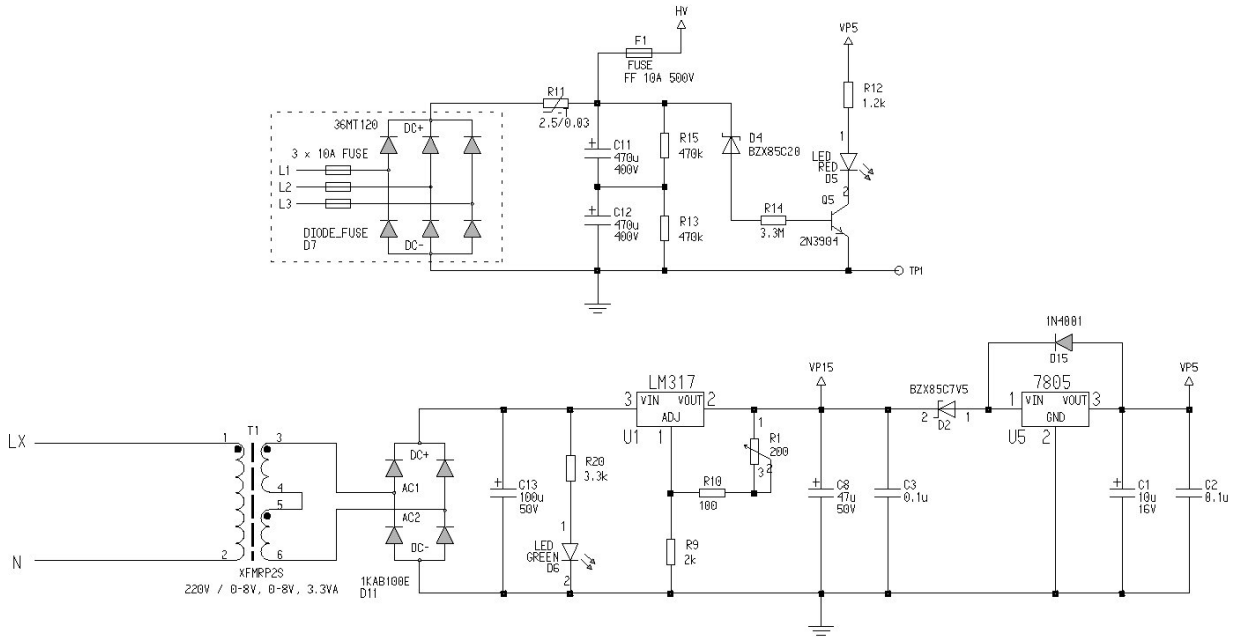 HV
F1
FUSE
FF 10A 500V
VP5
R12
1.2k
R11
2.5/0.03
36MT120
DC+
3 x 10A FUSE
L1
L2
L3
DIODE_FUSE
D7
DC-
C11
470u
400V
R15
470k
D4
BZX85C20
1
LED
RED
D5
2
C12
470u
400V
R13
470k
R14
3.3M
Q5
2N3904
TP1
1N4001
D15
LM317
3
VIN
VOUT
2
ADJ
U1
1
VP15
BZX85C7V5
2
D2
1
7805
1
VIN
VOUT
3
GND
U5
2
VP5
LX
N
T1
1
2
3
4
5
6
XFMRP2S
220V / 0-8V, 0-8V, 3.3VA
DC+
AC1
AC2
DC-
1KAB100E
D11
C13
100u
50V
R20
3.3k
1
LED
GREEN
D6
2
R10
100
R9
2k
1
R1
200
2
3
C8
47u
50V
C3
0.1u
C1
10u
16V
C2
0.1u